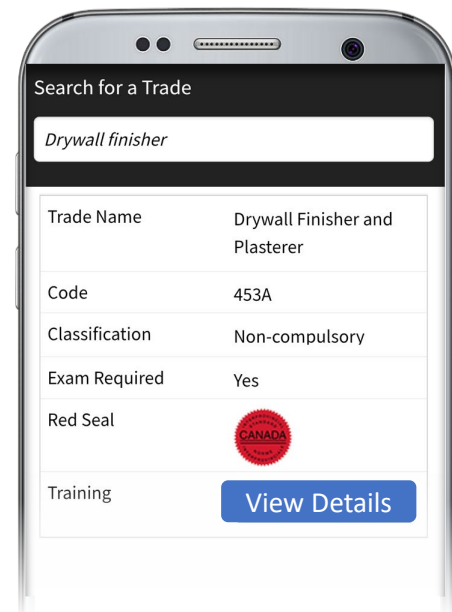 Search for a Trade
Drywall finisher
Trade Name Drywall Finisher and
Plasterer
Code 453A
Classification Non-compulsory
Exam Required Yes
Red Seal
CANADA
Training View Details